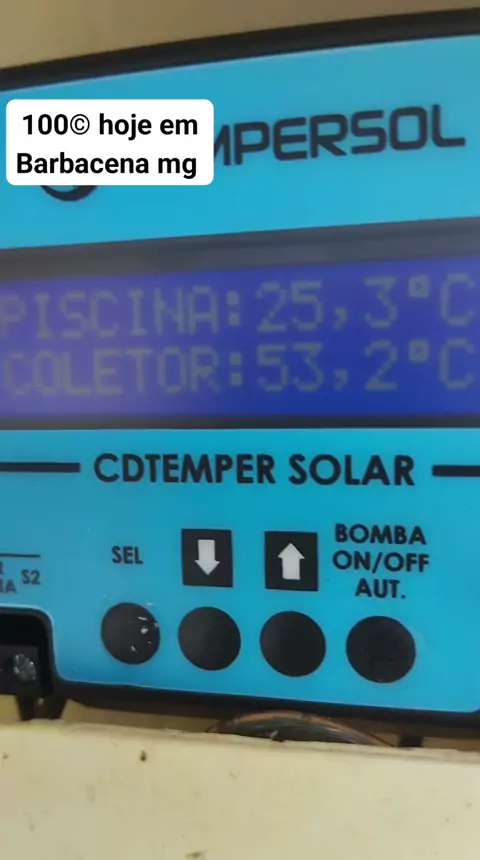 100© hoje em
Barbacena mg
MPERSOL
PISCINA:25,3°C
COLETOR:53,2°C
CDTEMPER SOLAR
SEL
BOMBA
ON/OFF
AUT.
S2